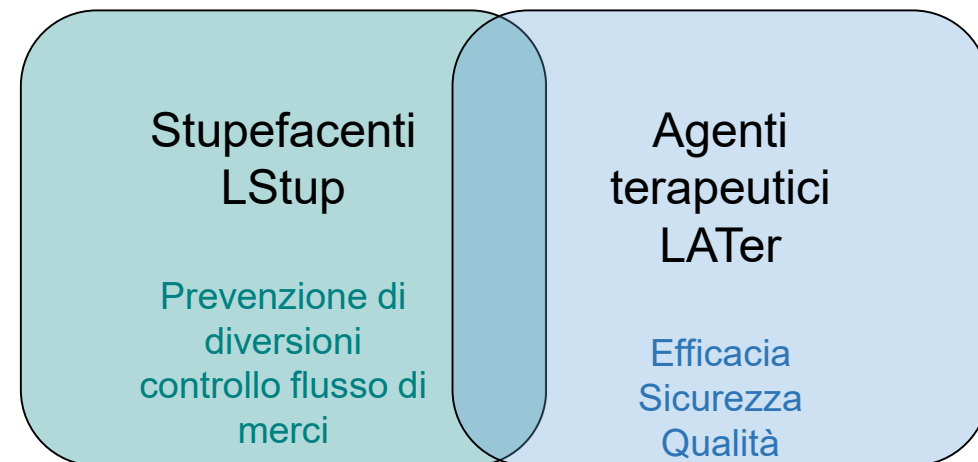 Stupefacenti
LStup
Prevenzione di
diversioni
controllo flusso di
merci
Agenti
terapeutici
LATer
Efficacia
Sicurezza
Qualità